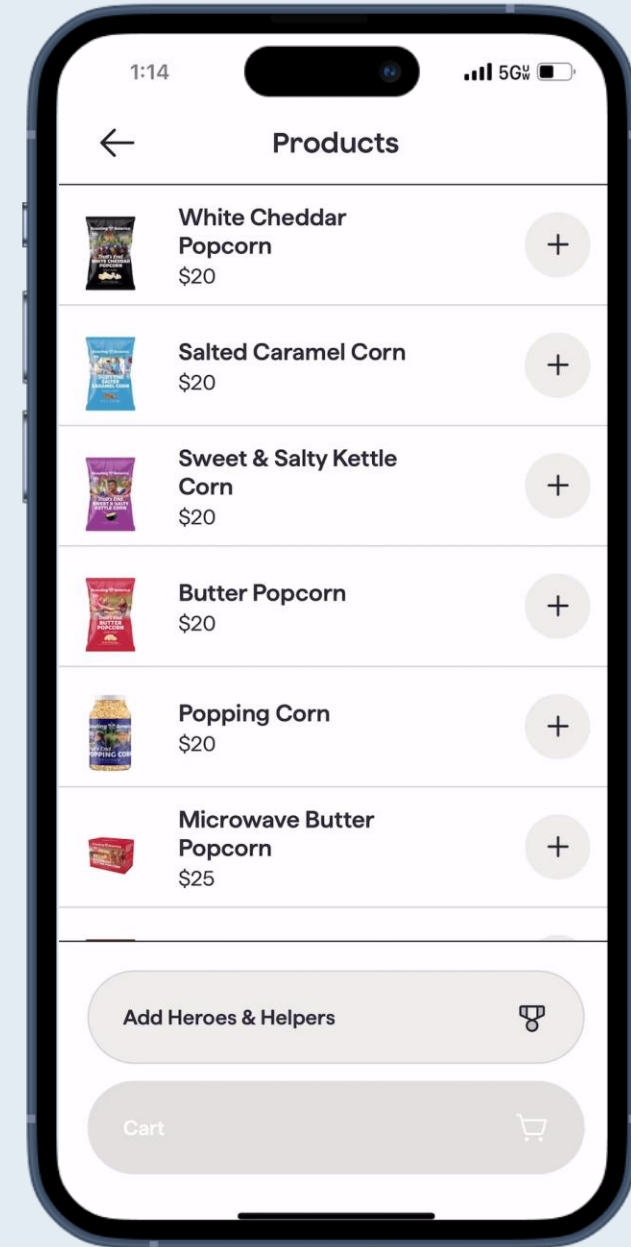 1:14
5GUW
Products
White Cheddar
Popcorn
$20
Salted Caramel Corn
$20
Sweet & Salty Kettle
Corn
$20
Butter Popcorn
$20
Popping Corn
$20
Microwave Butter
Popcorn
$25
Add Heroes & Helpers
Cart